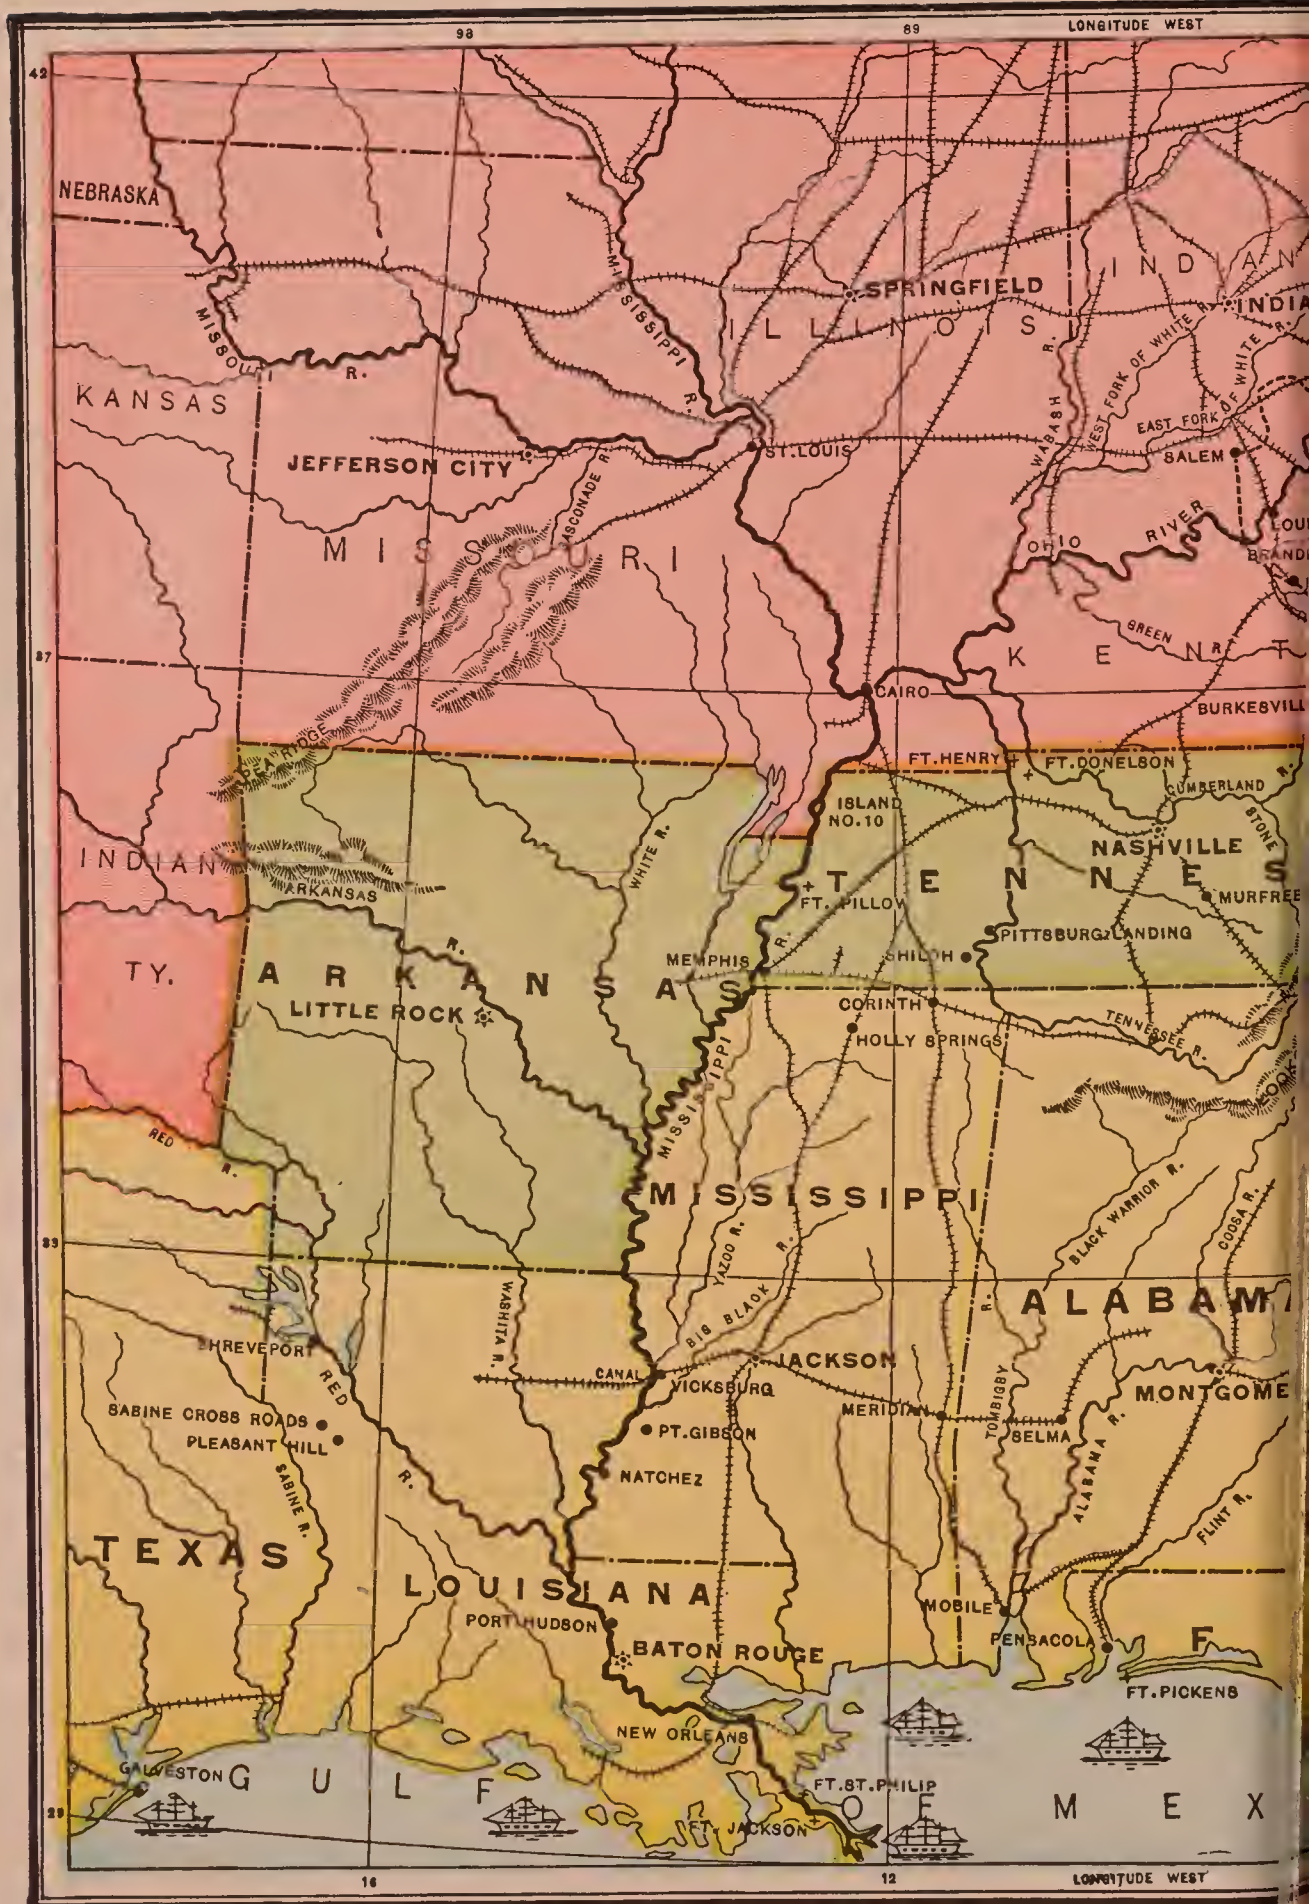 LONGITUDE WEST
93
89
42
NEBRASKA
MISSISSIPPI
R.
INDIAN
SPRINGFIELD
INDIA
ILLINOIS
MISSOURI
R.
R.
WEST FORK OF WHITE R.
EAST FORK OF WHITE R.
KANSAS
WABASH
JEFFERSON CITY
ST. LOUIS
SALEM
GASCONADE R.
RIVER
LOUI
OHIO
BRAND
MISSOURI
GREEN R.
37
KENT
CAIRO
BURKESVILL
PEA RIDGE
FT. HENRY
FT. DONELSON
CUMBERLAND
R.
ISLAND
NO. 10
STONE
NASHVILLE
INDIAN
WHITE R.
TENNES
ARKANSAS
R.
FT. PILLOW
MURFREE
PITTSBURG LANDING
R.
MEMPHIS
SHILOH
TY.
ARKANSAS
CORINTH
LITTLE ROCK
HOLLY SPRINGS
TENNESSEE R.
MISSISSIPPI
LOOK
RED
R.
MISSISSIPPI
BLACK WARRIOR R.
COOSA R.
33
YAZOO R.
R.
BIG BLACK
WASHITA R.
R.
ALABAMA
SHREVEPORT
CANAL
JACKSON
VICKSBURG
MONTGOME
RED
R.
MERIDIAN
TOMBIGBY
SELMA
SABINE CROSS ROADS
PLEASANT HILL
PT. GIBSON
ALABAMA R.
NATCHEZ
SABINE R.
FLINT R.
TEXAS
LOUISIANA
MOBILE
PORT HUDSON
PENSACOLA
F
BATON ROUGE
FT. PICKENS
NEW ORLEANS
GALVESTON
GULF
FT. ST. PHILIP
OF MEX
29
FT. JACKSON
16
12
LONGITUDE WEST